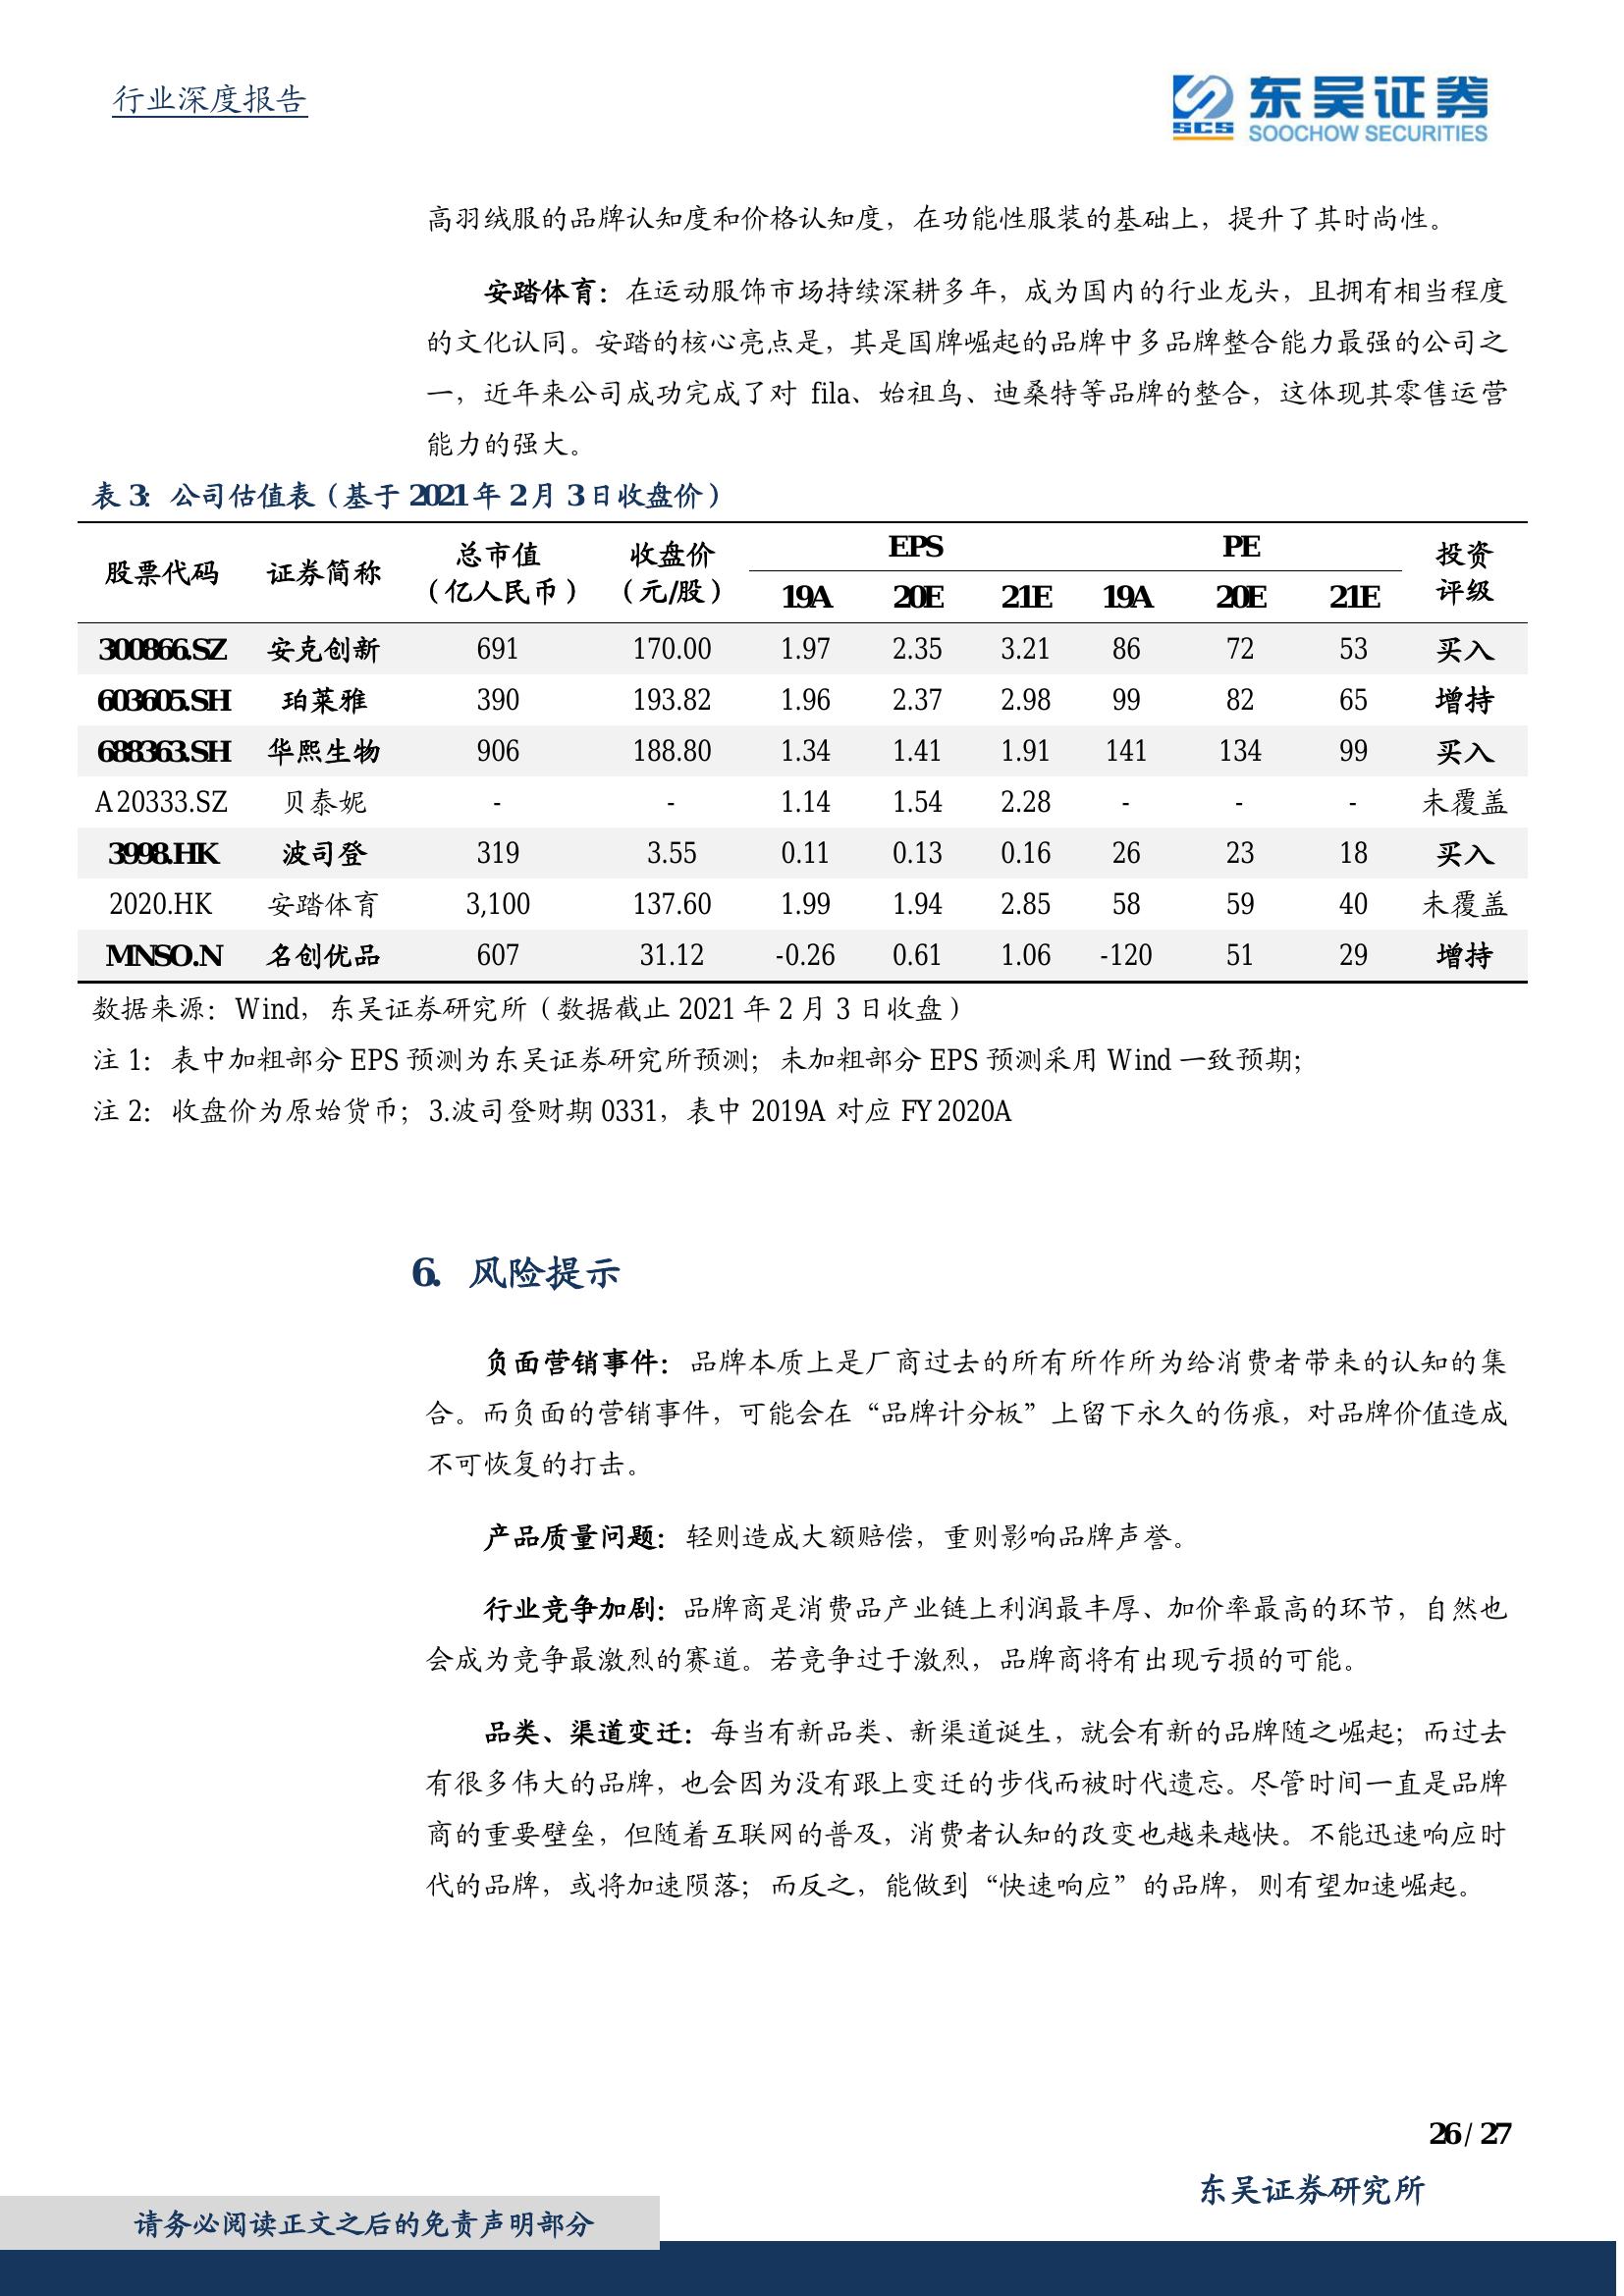 行业深度报告
SCS 东吴证券
SOOCHOW SECURITIES
高羽绒服的品牌认知度和价格认知度，在功能性服装的基础上，提升了其时尚性。
安踏体育：在运动服饰市场持续深耕多年，成为国内的行业龙头，且拥有相当程度
的文化认同。安踏的核心亮点是，其是国牌崛起的品牌中多品牌整合能力最强的公司之
一，近年来公司成功完成了对 fila、始祖鸟、迪桑特等品牌的整合，这体现其零售运营
能力的强大。
表 3：公司估值表（基于 2021 年 2 月 3 日收盘价）
股票代码 证券简称 总市值（亿人民币） 收盘价（元/股） EPS PE 投资评级
19A 20E 21E 19A 20E 21E
300866.SZ 安克创新 691 170.00 1.97 2.35 3.21 86 72 53 买入
603605.SH 珀莱雅 390 193.82 1.96 2.37 2.98 99 82 65 增持
688363.SH 华熙生物 906 188.80 1.34 1.41 1.91 141 134 99 买入
A20333.SZ 贝泰妮 - - 1.14 1.54 2.28 - - - 未覆盖
3998.HK 波司登 319 3.55 0.11 0.13 0.16 26 23 18 买入
2020.HK 安踏体育 3,100 137.60 1.99 1.94 2.85 58 59 40 未覆盖
MNSO.N 名创优品 607 31.12 -0.26 0.61 1.06 -120 51 29 增持
数据来源：Wind，东吴证券研究所（数据截止 2021 年 2 月 3 日收盘）
注 1：表中加粗部分 EPS 预测为东吴证券研究所预测；未加粗部分 EPS 预测采用 Wind 一致预期；
注 2：收盘价为原始货币；3.波司登财期 0331，表中 2019A 对应 FY2020A
6. 风险提示
负面营销事件：品牌本质上是厂商过去的所有所作所为给消费者带来的认知的集
合。而负面的营销事件，可能会在“品牌计分板”上留下永久的伤痕，对品牌价值造成
不可恢复的打击。
产品质量问题：轻则造成大额赔偿，重则影响品牌声誉。
行业竞争加剧：品牌商是消费品产业链上利润最丰厚、加价率最高的环节，自然也
会成为竞争最激烈的赛道。若竞争过于激烈，品牌商将有出现亏损的可能。
品类、渠道变迁：每当有新品类、新渠道诞生，就会有新的品牌随之崛起；而过去
有很多伟大的品牌，也会因为没有跟上变迁的步伐而被时代遗忘。尽管时间一直是品牌
商的重要壁垒，但随着互联网的普及，消费者认知的改变也越来越快。不能迅速响应时
代的品牌，或将加速陨落；而反之，能做到“快速响应”的品牌，则有望加速崛起。
26 / 27
东吴证券研究所
请务必阅读正文之后的免责声明部分